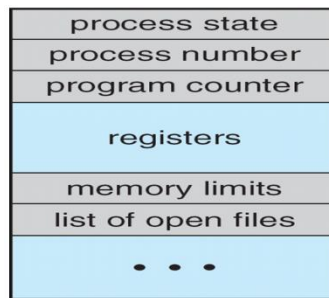 process state
process number
program counter
registers
memory limits
list of open files
• • •